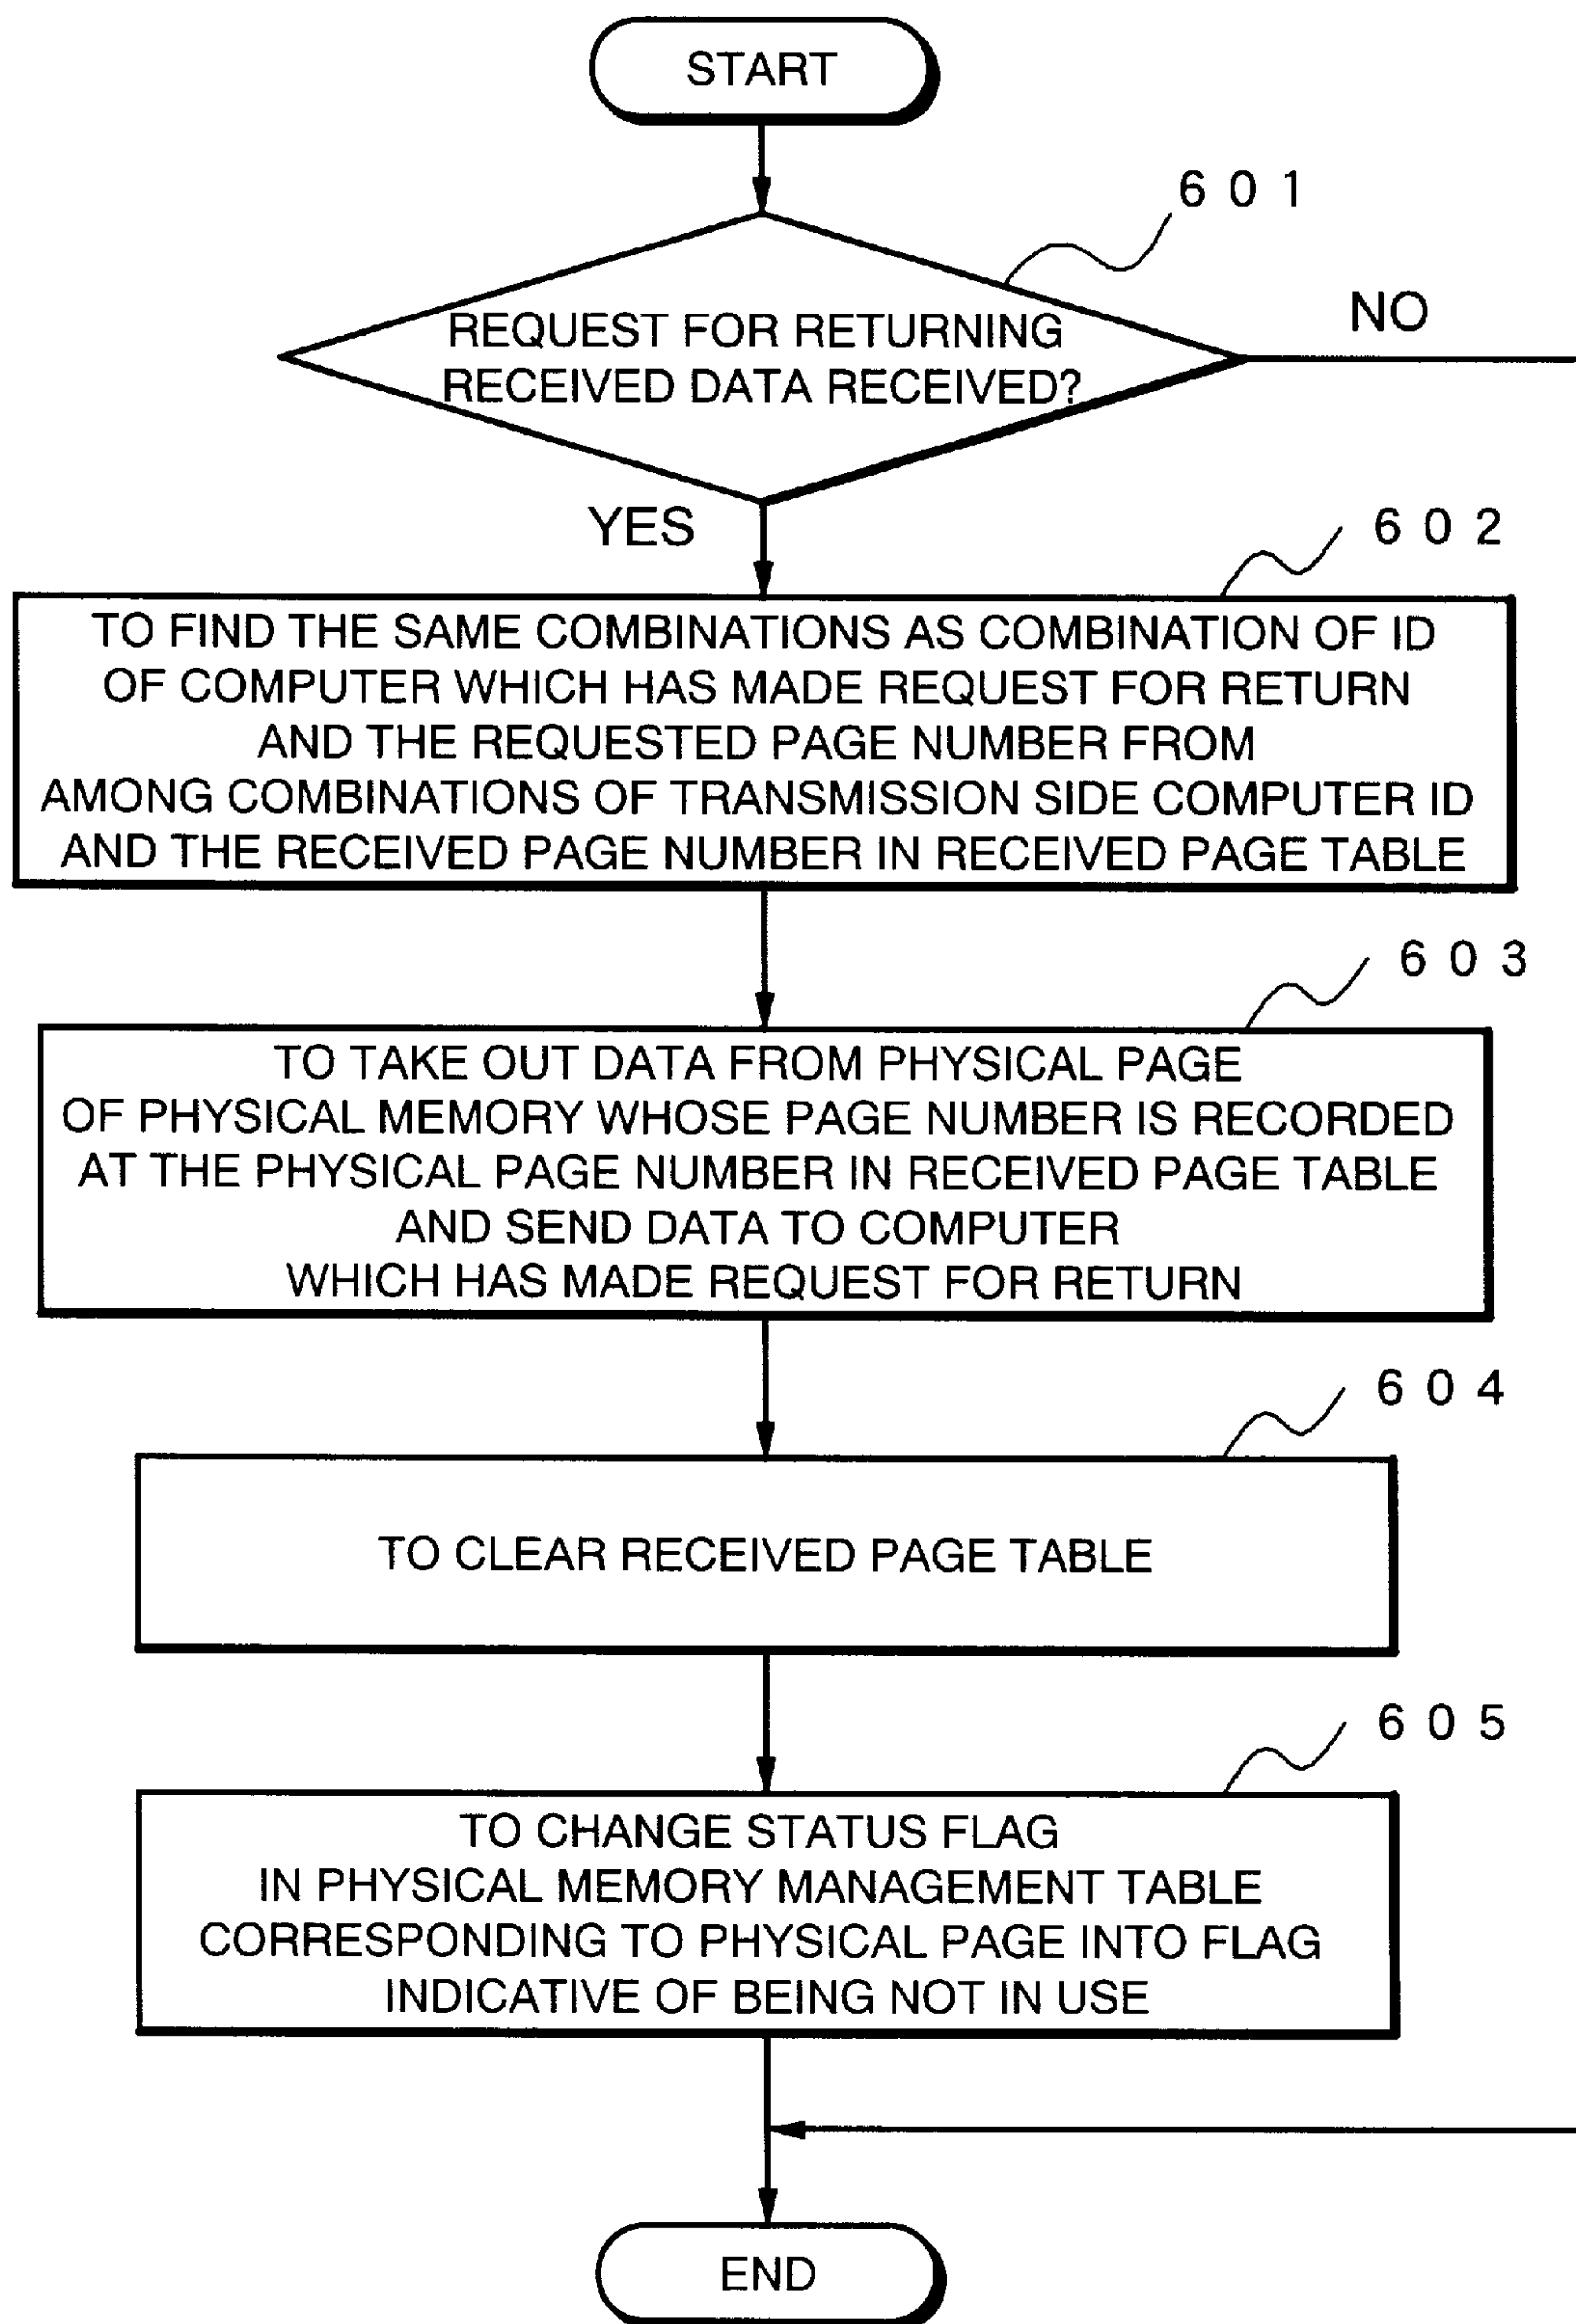 START
6 0 1
REQUEST FOR RETURNING
RECEIVED DATA RECEIVED?
NO
YES
6 0 2
TO FIND THE SAME COMBINATIONS AS COMBINATION OF ID
OF COMPUTER WHICH HAS MADE REQUEST FOR RETURN
AND THE REQUESTED PAGE NUMBER FROM
AMONG COMBINATIONS OF TRANSMISSION SIDE COMPUTER ID
AND THE RECEIVED PAGE NUMBER IN RECEIVED PAGE TABLE
6 0 3
TO TAKE OUT DATA FROM PHYSICAL PAGE
OF PHYSICAL MEMORY WHOSE PAGE NUMBER IS RECORDED
AT THE PHYSICAL PAGE NUMBER IN RECEIVED PAGE TABLE
AND SEND DATA TO COMPUTER
WHICH HAS MADE REQUEST FOR RETURN
6 0 4
TO CLEAR RECEIVED PAGE TABLE
6 0 5
TO CHANGE STATUS FLAG
IN PHYSICAL MEMORY MANAGEMENT TABLE
CORRESPONDING TO PHYSICAL PAGE INTO FLAG
INDICATIVE OF BEING NOT IN USE
END